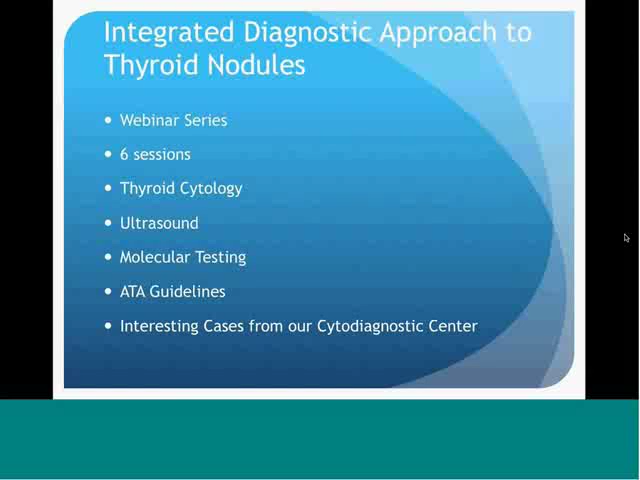 Integrated Diagnostic Approach to
Thyroid Nodules
• Webinar Series
• 6 sessions
• Thyroid Cytology
• Ultrasound
• Molecular Testing
• ATA Guidelines
• Interesting Cases from our Cytodiagnostic Center